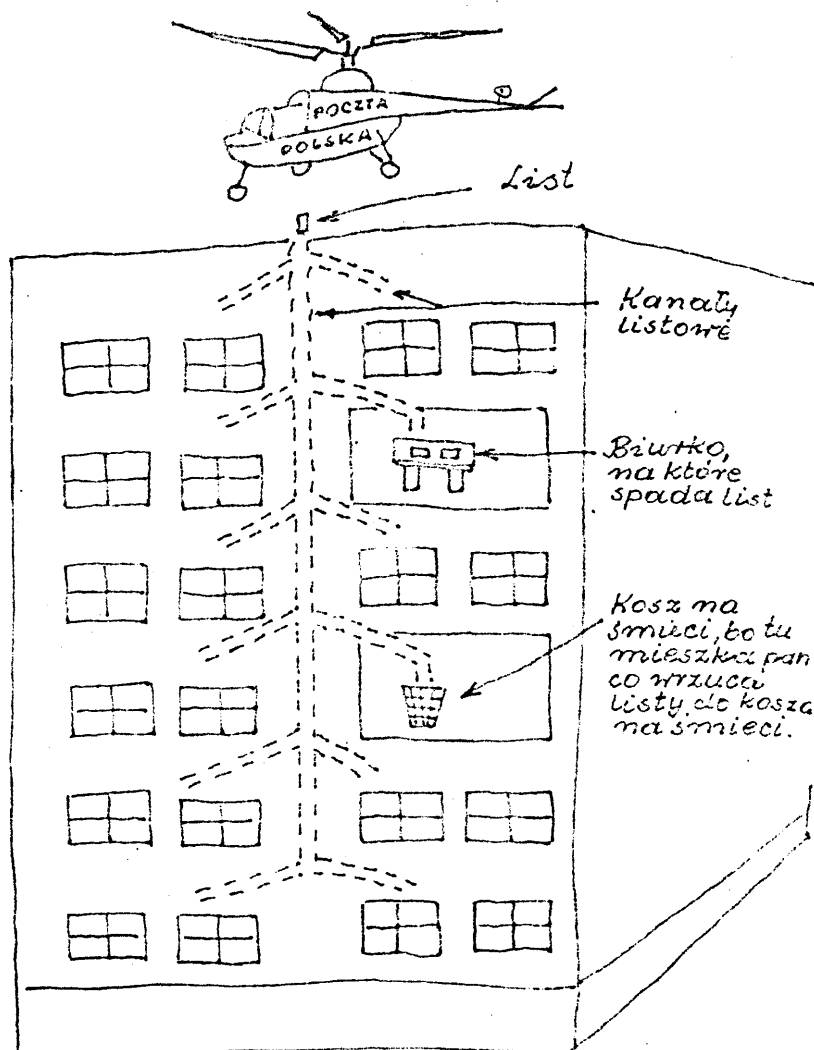 POCZTA
POLSKA
List
Kanały
listowe
Biurko,
na które
spada list
Kosz na
śmieci, bo tu
mieszka pan
co wrzuca
listy do kosza
na śmieci.